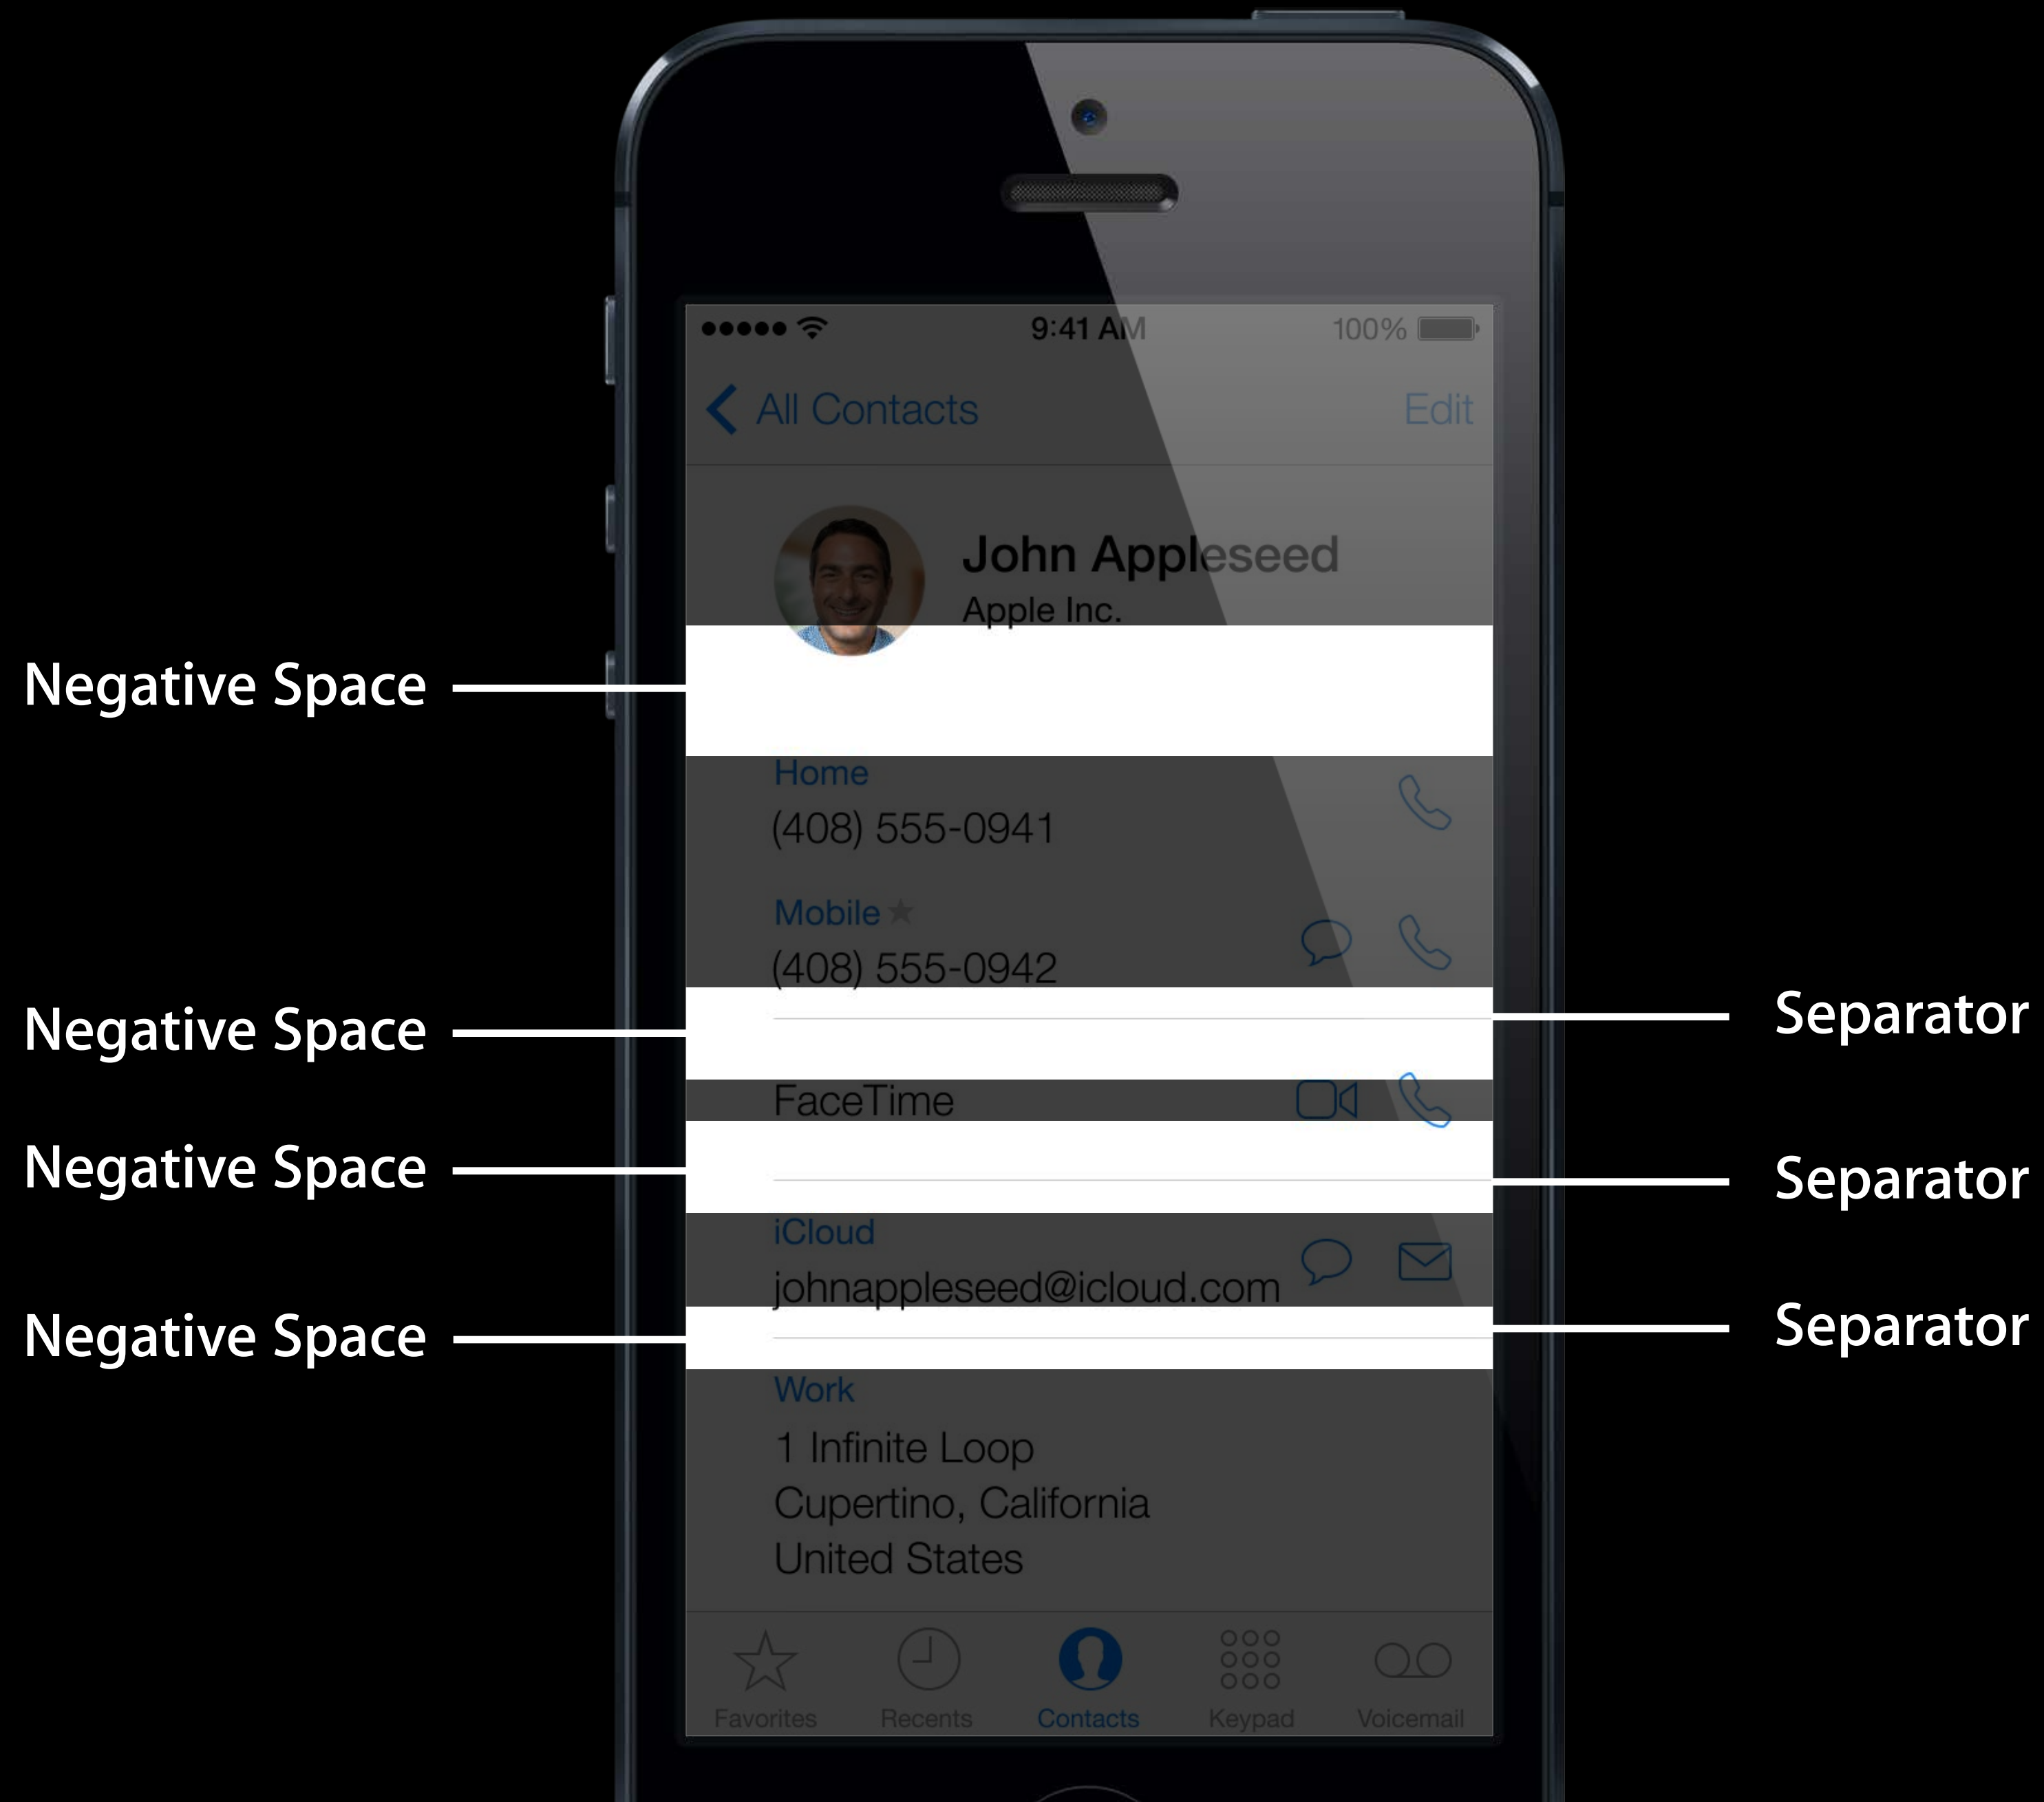 9:41 AM 100%
All Contacts Edit
John Appleseed
Apple Inc.
Negative Space
Home
(408) 555-0941
Mobile
(408) 555-0942
Negative Space Separator
FaceTime
Negative Space Separator
iCloud
johnappleseed@icloud.com
Negative Space Separator
Work
1 Infinite Loop
Cupertino, California
United States
Favorites Recents Contacts Keypad Voicemail